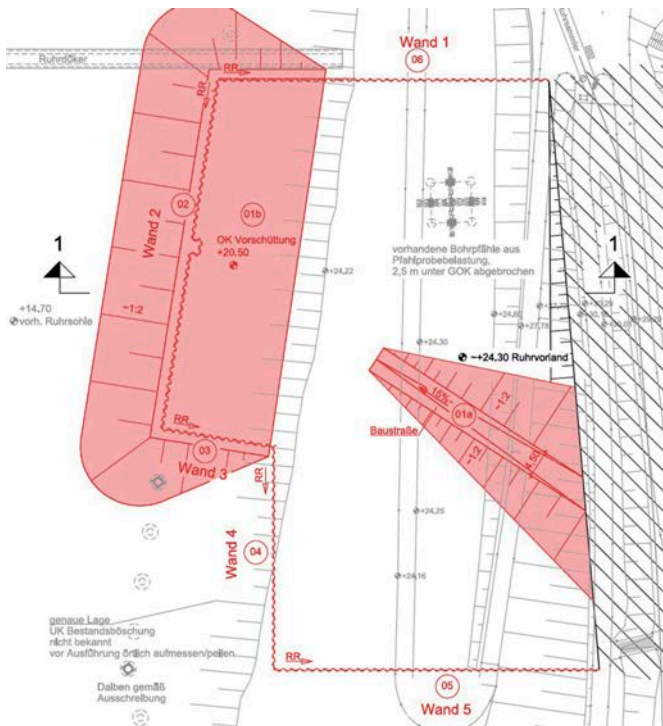 Wand 1
06
Ruhrdüker
RR
RR
02
01b
Wand 2
OK Vorschüttung
+20.50
1
1
vorhandene Bohrpfähle aus
Pfahlprobebelastung,
2,5 m unter GOK abgebrochen
+24,22
+14.70
vorh. Ruhrsohle
~1:2
+27,78
+24,30
~+24,30 Ruhrvorland
15%
~1:2
01a
Baustraße
~1:2
4.50
RR
03
Wand 3
RR
+24,25
Wand 4
04
+24,16
genaue Lage
UK Bestandsböschung
nicht bekannt
vor Ausführung örtlich aufmessen/peilen
RR
Dalben gemäß
Ausschreibung
05
Wand 5